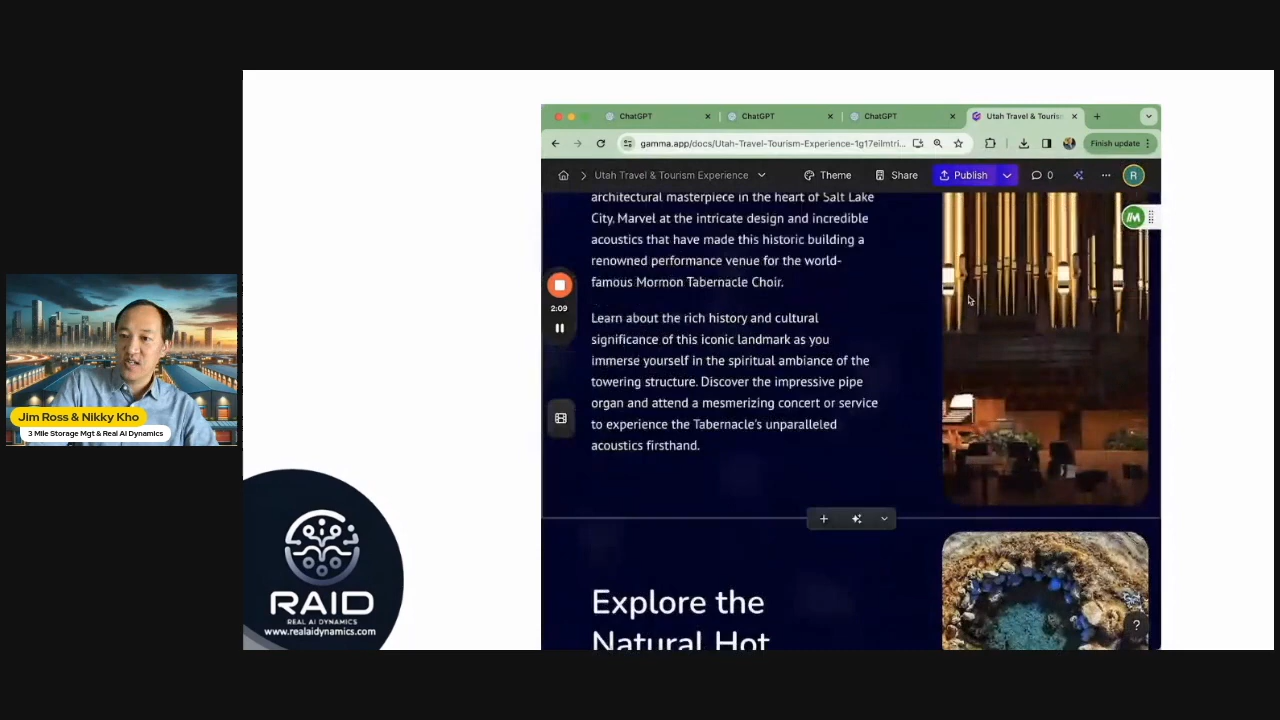 ChatGPT
ChatGPT
ChatGPT
Utah Travel & Touris
gamma.app/docs/Utah-Travel-Tourism-Experience-1g17eilmtri...
Finish update
Utah Travel & Tourism Experience
Theme
Share
Publish
0
R
architectural masterpiece in the heart of Salt Lake
City. Marvel at the intricate design and incredible
acoustics that have made this historic building a
renowned performance venue for the world-
famous Mormon Tabernacle Choir.
2:09
Learn about the rich history and cultural
significance of this iconic landmark as you
immerse yourself in the spiritual ambiance of the
towering structure. Discover the impressive pipe
organ and attend a mesmerizing concert or service
to experience the Tabernacle's unparalleled
acoustics firsthand.
Explore the
Natural Hot
?
Jim Ross & Nikky Kho
3 Mile Storage Mgt & Real AI Dynamics
RAID
REAL AI DYNAMICS
www.realaidynamics.com